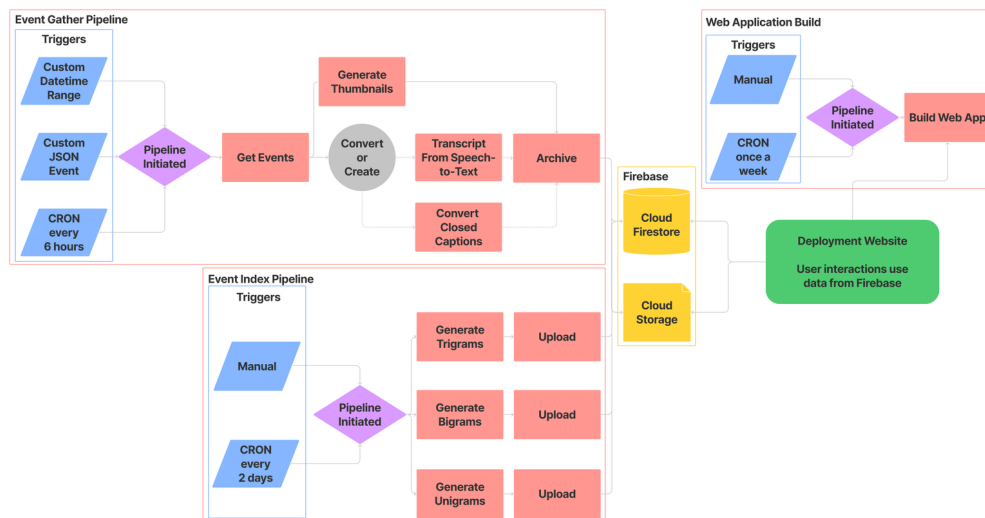 Event Gather Pipeline
Triggers
Custom
Datetime
Range
Custom
JSON
Event
CRON
every
6 hours
Pipeline
Initiated
Get Events
Generate
Thumbnails
Convert
or
Create
Transcript
From Speech-
to-Text
Convert
Closed
Captions
Archive
Event Index Pipeline
Triggers
Manual
CRON
every
2 days
Pipeline
Initiated
Generate
Trigrams
Upload
Generate
Bigrams
Upload
Generate
Unigrams
Upload
Firebase
Cloud
Firestore
Cloud
Storage
Web Application Build
Triggers
Manual
CRON
once a
week
Pipeline
Initiated
Build Web App
Deployment Website
User interactions use
data from Firebase